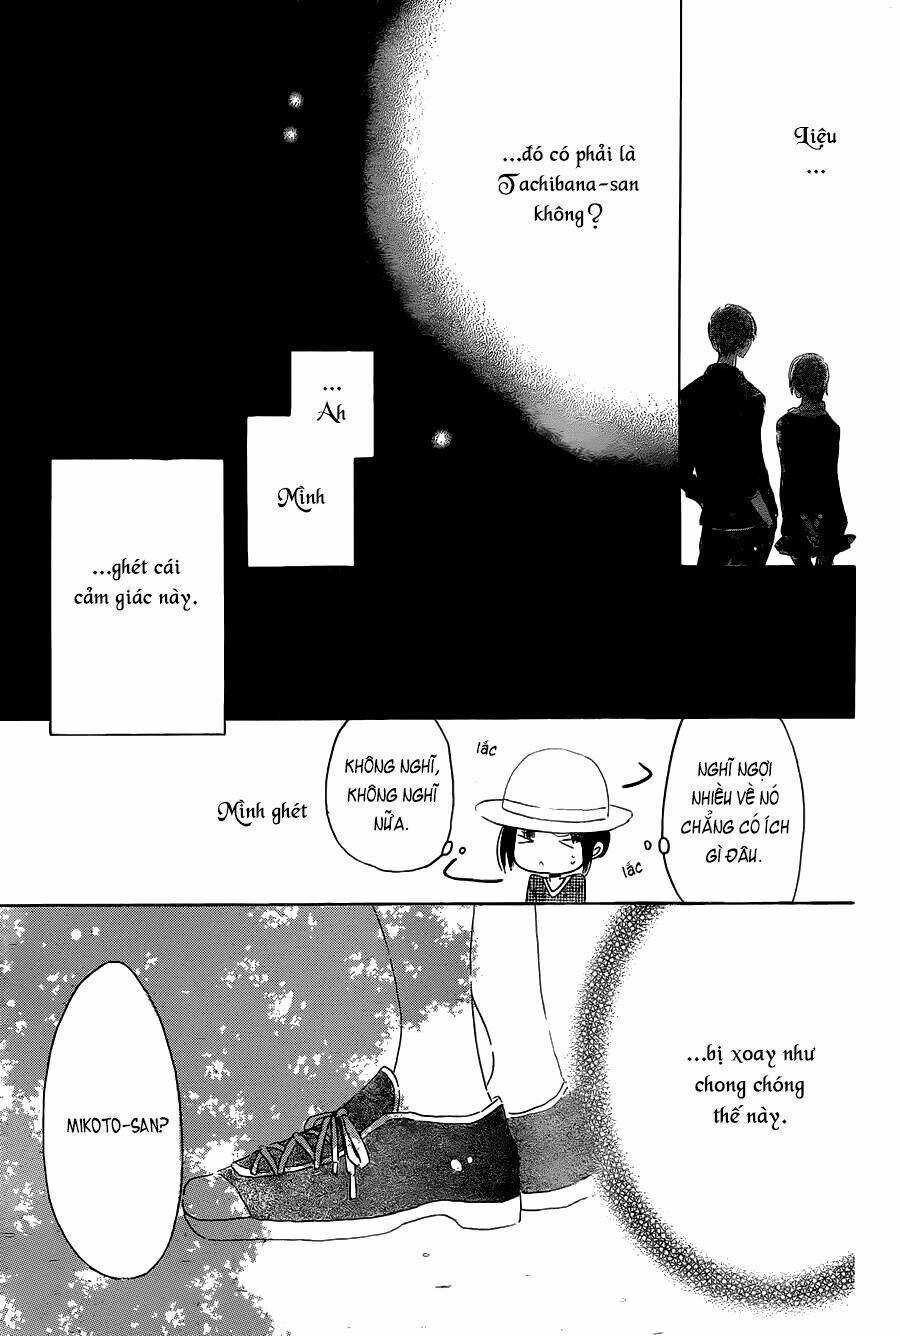 Liệu
...
...đó có phải là
Tachibana-san
không?
...
Ah
Mình
...ghét cái
cảm giác này.
NGHĨ NGỢI
NHIỀU VỀ NÓ
CHẲNG CÓ ÍCH
GÌ ĐÂU.
lắc
lắc
KHÔNG NGHĨ,
KHÔNG NGHĨ
NỮA.
Mình ghét
...bị xoay như
chong chóng
thế này.
MIKOTO-SAN?